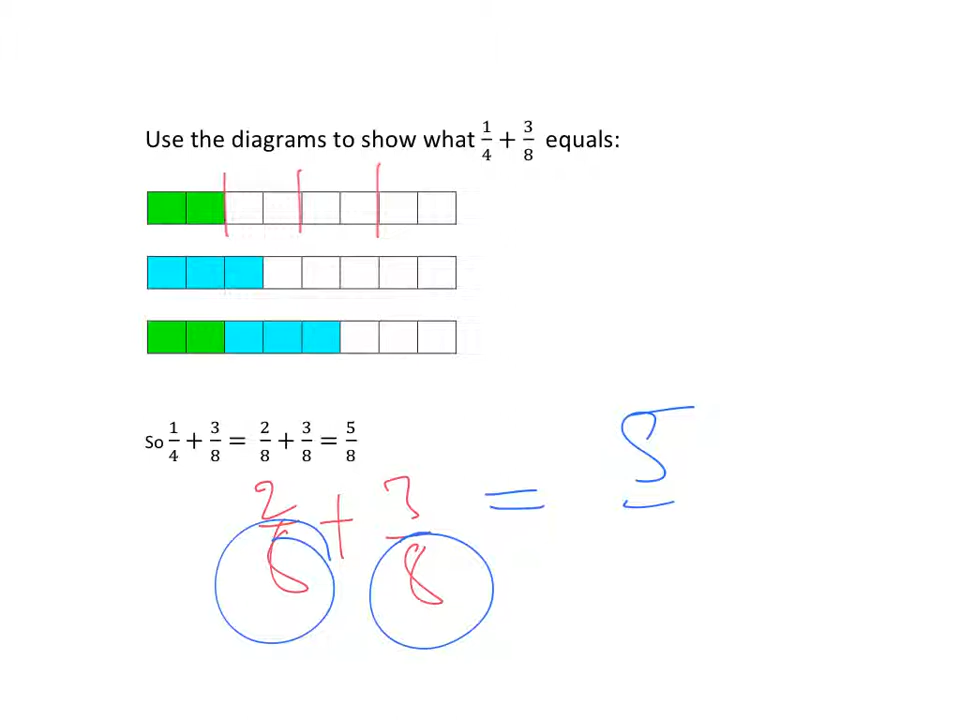 Use the diagrams to show what 1/4 + 3/8 equals:
So 1/4 + 3/8 = 2/8 + 3/8 = 5/8
2/8 + 3/8 = 5